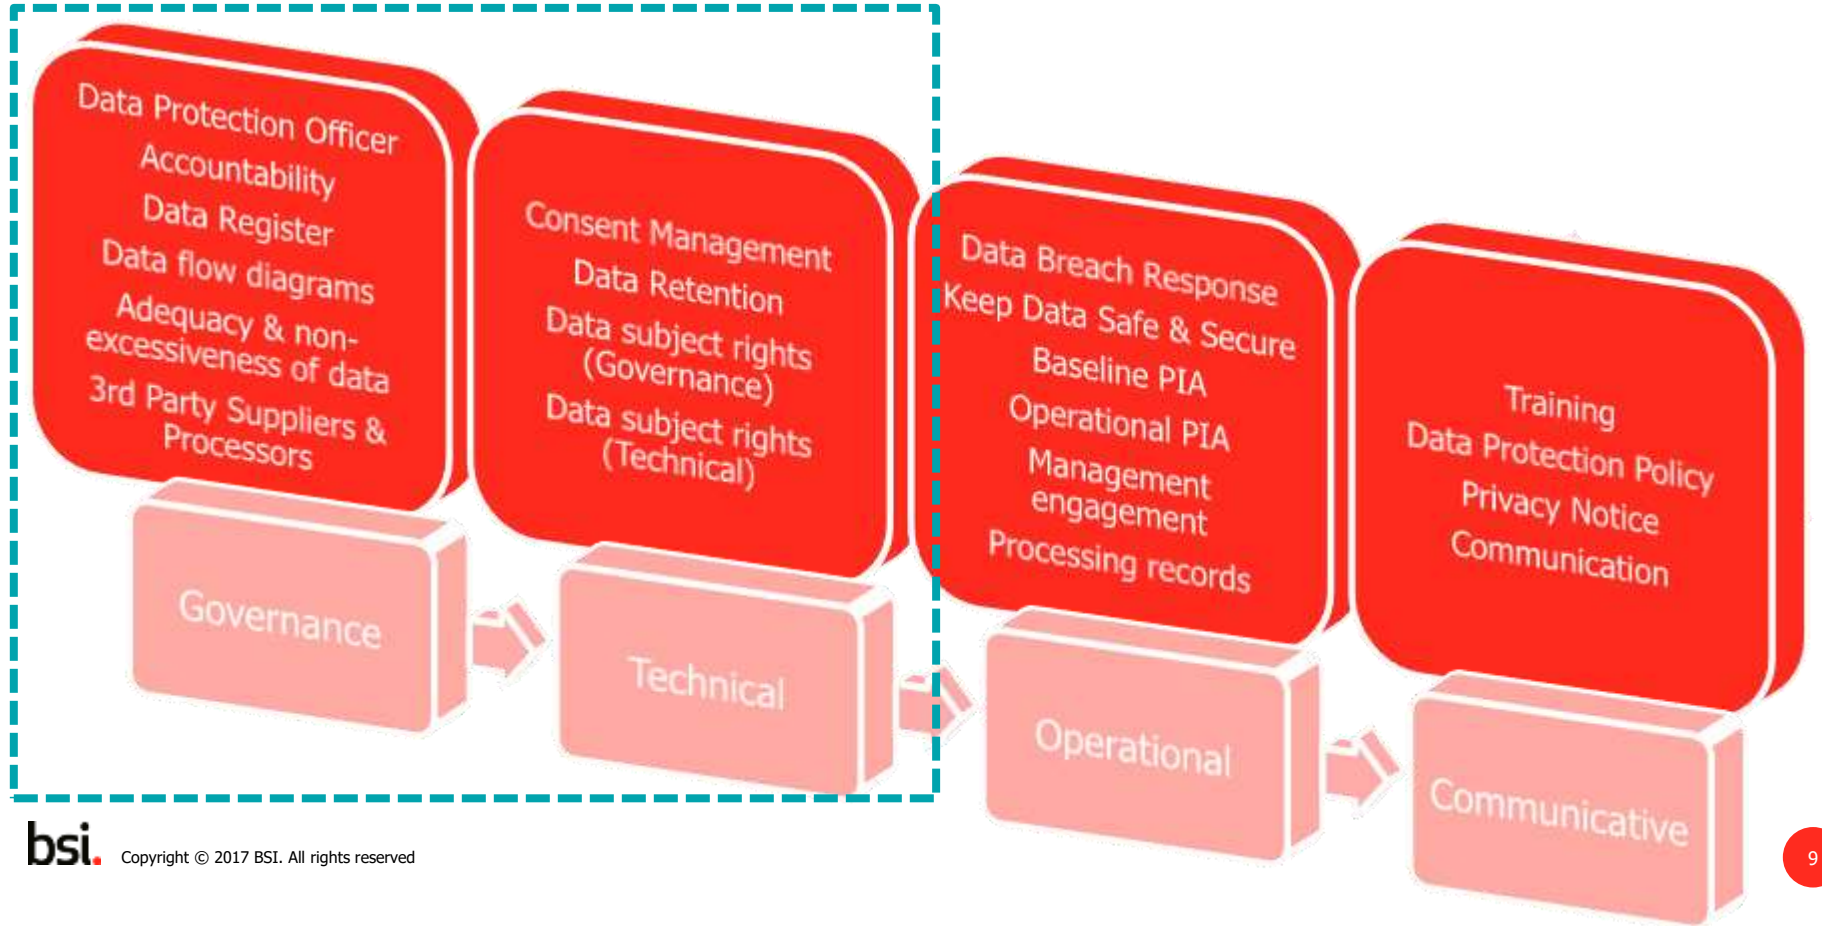 Data Protection Officer
Accountability
Data Register
Data flow diagrams
Adequacy & non-
excessiveness of data
3rd Party Suppliers &
Processors
Governance
Consent Management
Data Retention
Data subject rights
(Governance)
Data subject rights
(Technical)
Technical
Data Breach Response
Keep Data Safe & Secure
Baseline PIA
Operational PIA
Management
engagement
Processing records
Operational
Training
Data Protection Policy
Privacy Notice
Communication
Communicative
bsi.
Copyright © 2017 BSI. All rights reserved
9